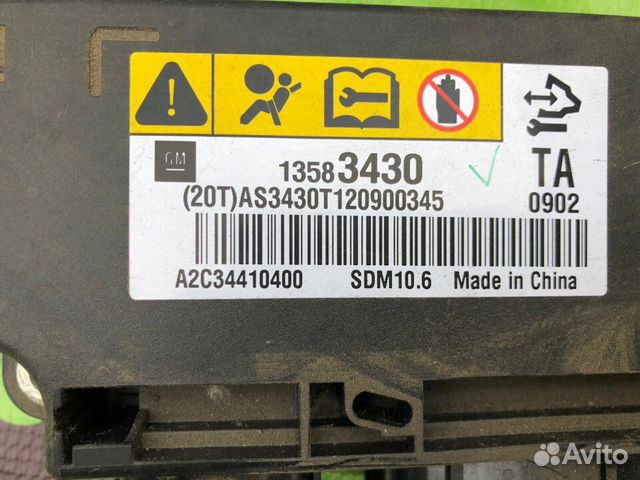 GM
13583430
TA
(20T)AS3430T120900345
0902
A2C34410400 SDM10.6 Made in China
Avito